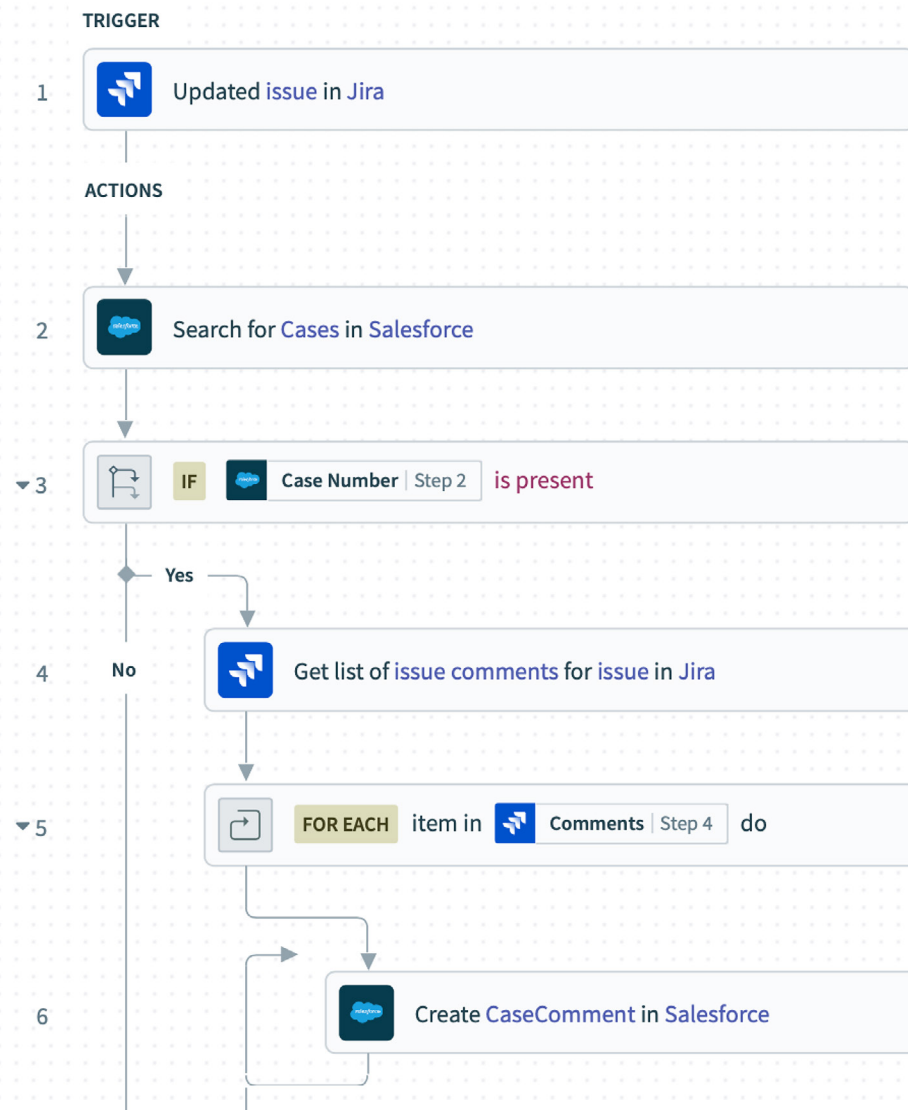 TRIGGER
1 Updated issue in Jira
ACTIONS
2 salesforce Search for Cases in Salesforce
3 IF Case Number | Step 2 is present
Yes
No
4 Get list of issue comments for issue in Jira
5 FOR EACH item in Comments | Step 4 do
6 salesforce Create CaseComment in Salesforce